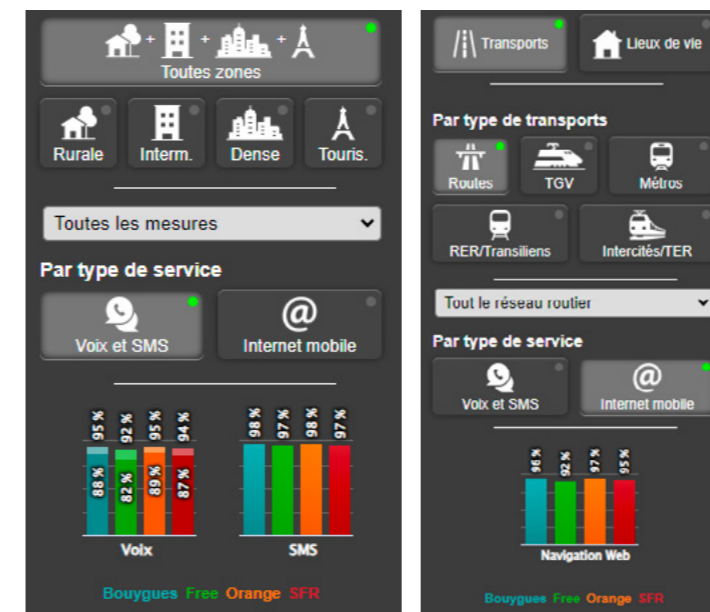 + + +
Toutes zones
Rurale Interm. Dense Touris.
Toutes les mesures
Par type de service
Voix et SMS @ Internet mobile
95 % 92 % 95 % 94 %
88 % 82 % 89 % 87 %
98 % 97 % 98 % 97 %
Voix SMS
Bouygues Free Orange SFR
Transports Lieux de vie
Par type de transports
Routes TGV Métros
RER/Transiliens Intercités/TER
Tout le réseau routier
Par type de service
Voix et SMS @ Internet mobile
96 % 92 % 97 % 95 %
Navigation Web
Bouygues Free Orange SFR